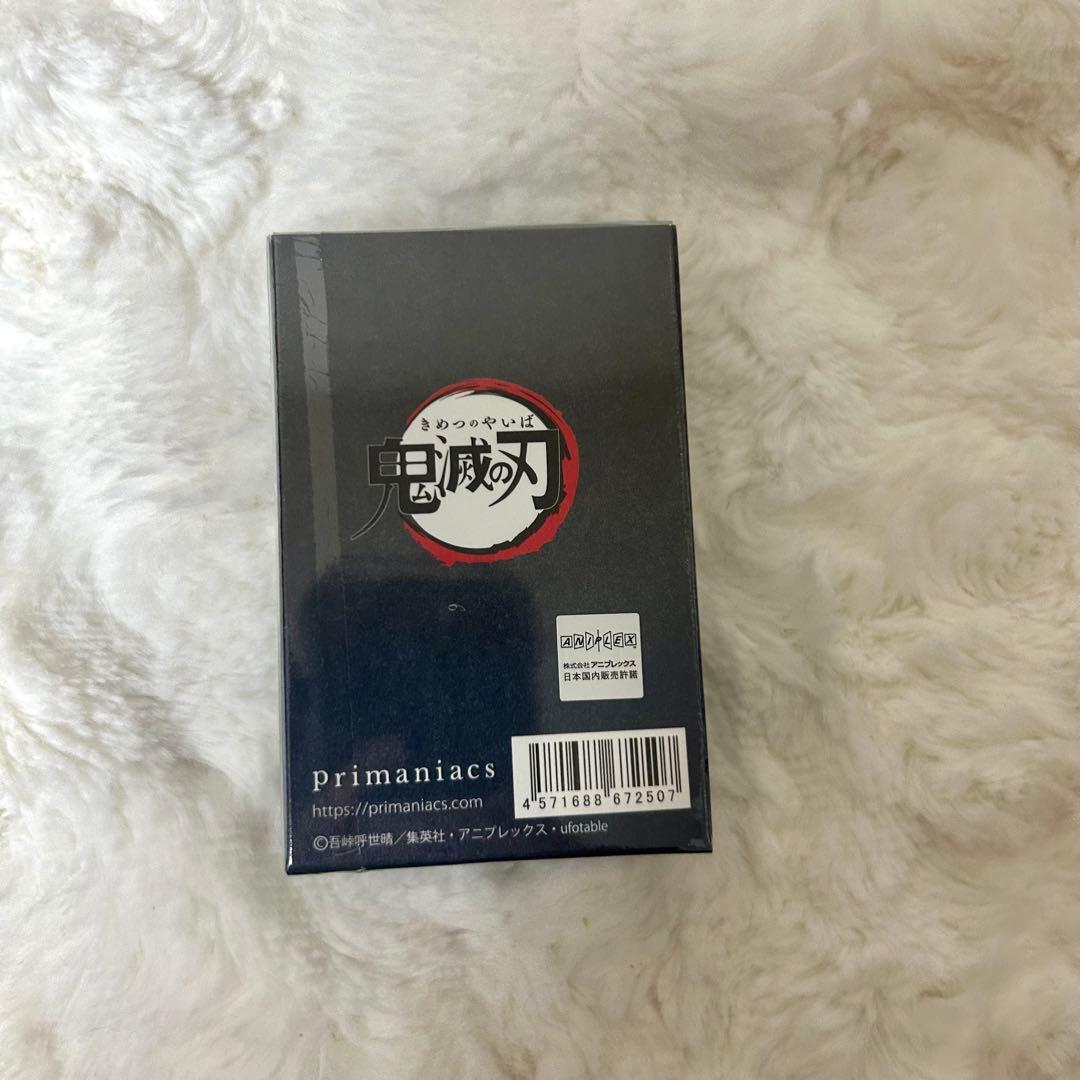 きめつのやいば
鬼滅の刃
ANIPLEX
株式会社アニプレックス
日本国内販売許諾
primaniacs
https://primaniacs.com
4 571688 672507
©吾峠呼世晴／集英社・アニプレックス・ufotable